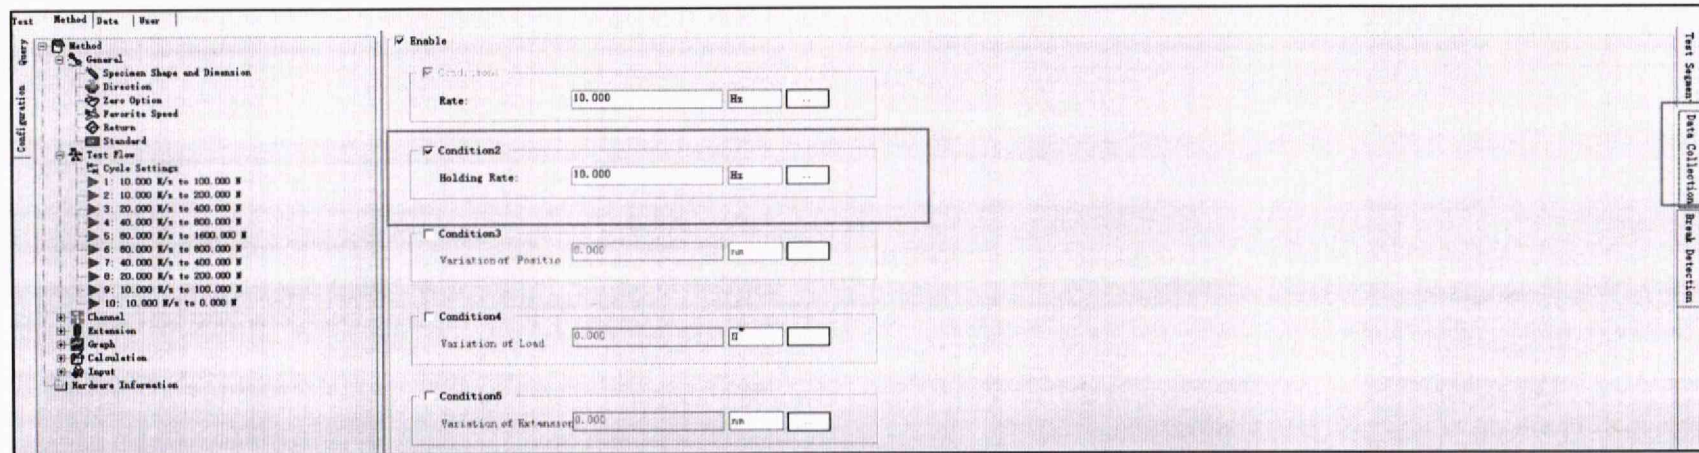 Test Method Data User
Query
Configuration
Method
General
Specimen Shape and Dimension
Direction
Zero Option
Favorite Speed
Return
Standard
Test Flow
Cycle Settings
1: 10.000 N/s to 100.000 N
2: 10.000 N/s to 200.000 N
3: 20.000 N/s to 400.000 N
4: 40.000 N/s to 800.000 N
5: 80.000 N/s to 1600.000 N
6: 80.000 N/s to 800.000 N
7: 40.000 N/s to 400.000 N
8: 20.000 N/s to 200.000 N
9: 10.000 N/s to 100.000 N
10: 10.000 N/s to 0.000 N
Channel
Extension
Graph
Calculation
Input
Hardware Information
Enable
Rate: 10.000 Hz ..
Condition2
Holding Rate: 10.000 Hz ..
Condition3
Variation of Positio 0.000
Condition4
Variation of Load 0.000
Condition5
Variation of Extension 0.000
Test Segment
Data Collection
Break Detection